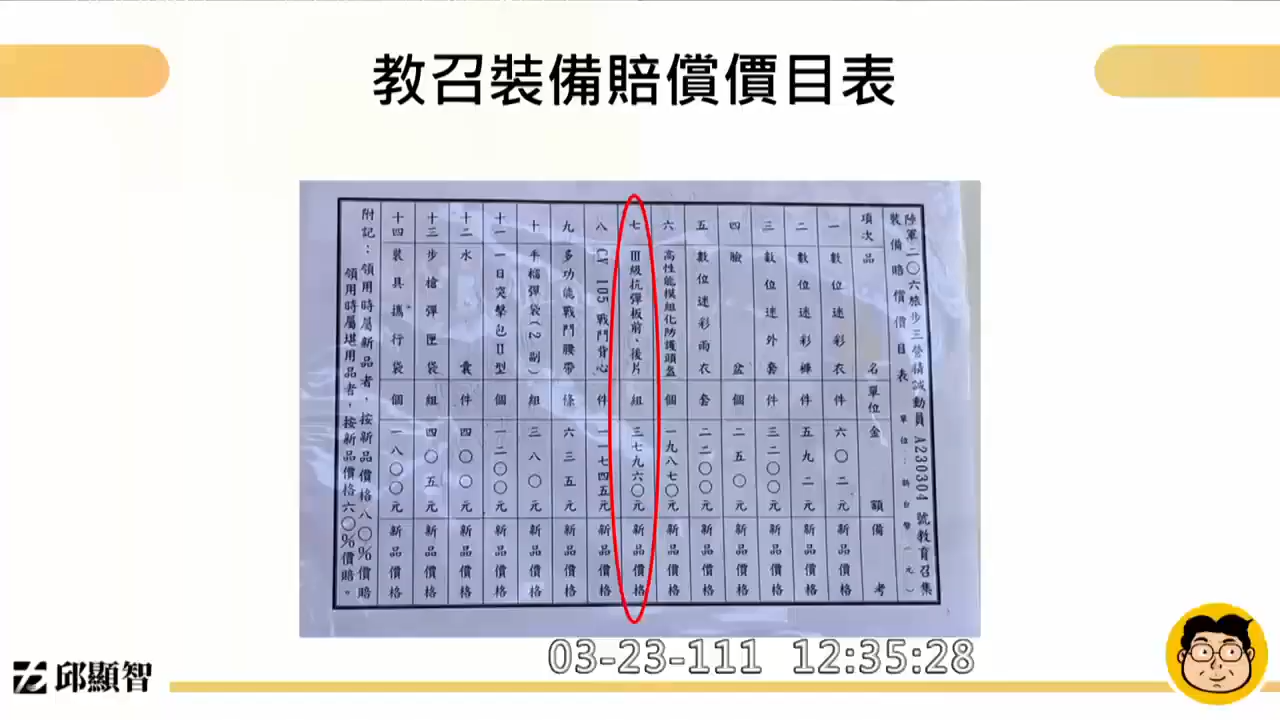 教召裝備賠償價目表
陸軍二〇六旅步三營精誠動員A230304號教育召集
裝備賠償價目表 單位:新台幣(元)
項次 品名 單位 金額 備考
一 數位迷彩衣 件 六〇二元 新品價格
二 數位迷彩褲 件 五九二元 新品價格
三 數位迷外套 件 三二〇〇元 新品價格
四 臉盆 個 二五〇元 新品價格
五 數位迷彩雨衣 套 二二〇〇元 新品價格
六 高性能模組化防護頭盔 個 一九八七〇元 新品價格
七 III級抗彈板前、後片 組 三七九六〇元 新品價格
八 CV 105戰鬥背心 件 一一七四五元 新品價格
九 多功能戰鬥腰帶 條 六三五元 新品價格
十 手榴彈袋(2副) 組 三八〇元 新品價格
十一 一日突擊包II型 個 一二〇〇元 新品價格
十二 水囊 件 四〇〇元 新品價格
十三 步槍彈匣袋 組 四〇五元 新品價格
十四 裝具攜行袋 個 一八〇〇元 新品價格
附記:領用時屬新品者,按新品價格八〇%價賠
領用時屬堪用品者,按新品價格六〇%價賠。
03-23-111 12:35:28
邱顯智